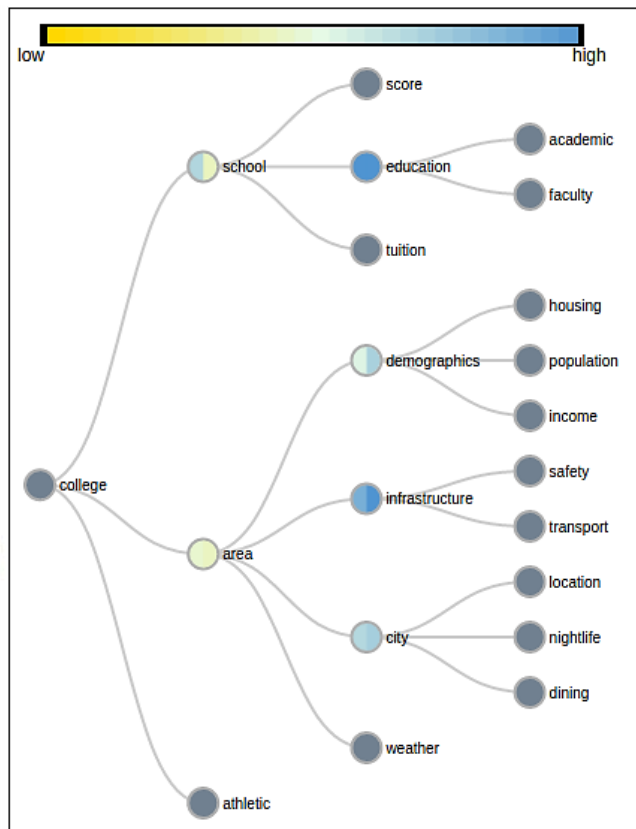 low
high
score
academic
school
education
faculty
tuition
housing
demographics
population
income
safety
college
infrastructure
transport
area
location
city
nightlife
dining
weather
athletic